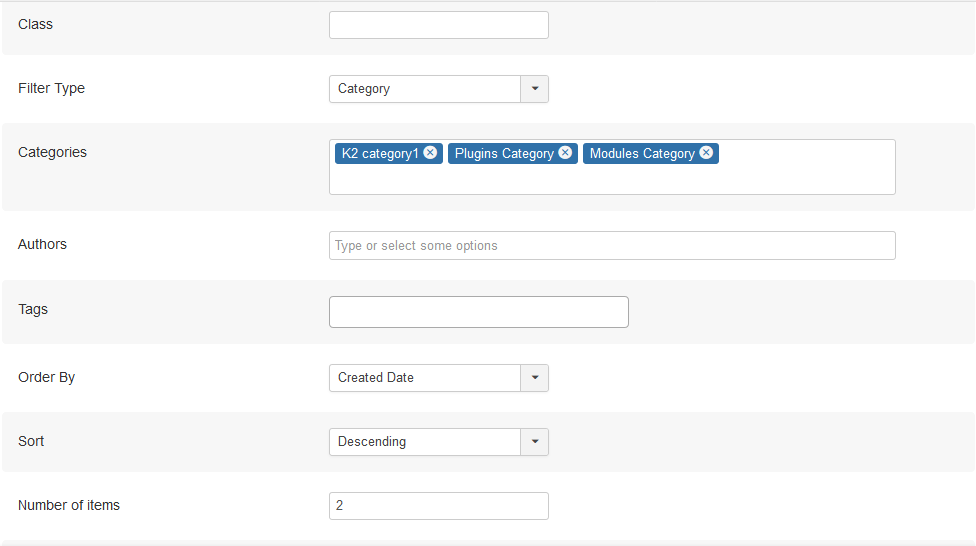 Class
Filter Type
Category
Categories
K2 category1 Plugins Category Modules Category
Authors
Type or select some options
Tags
Order By
Created Date
Sort
Descending
Number of items
2